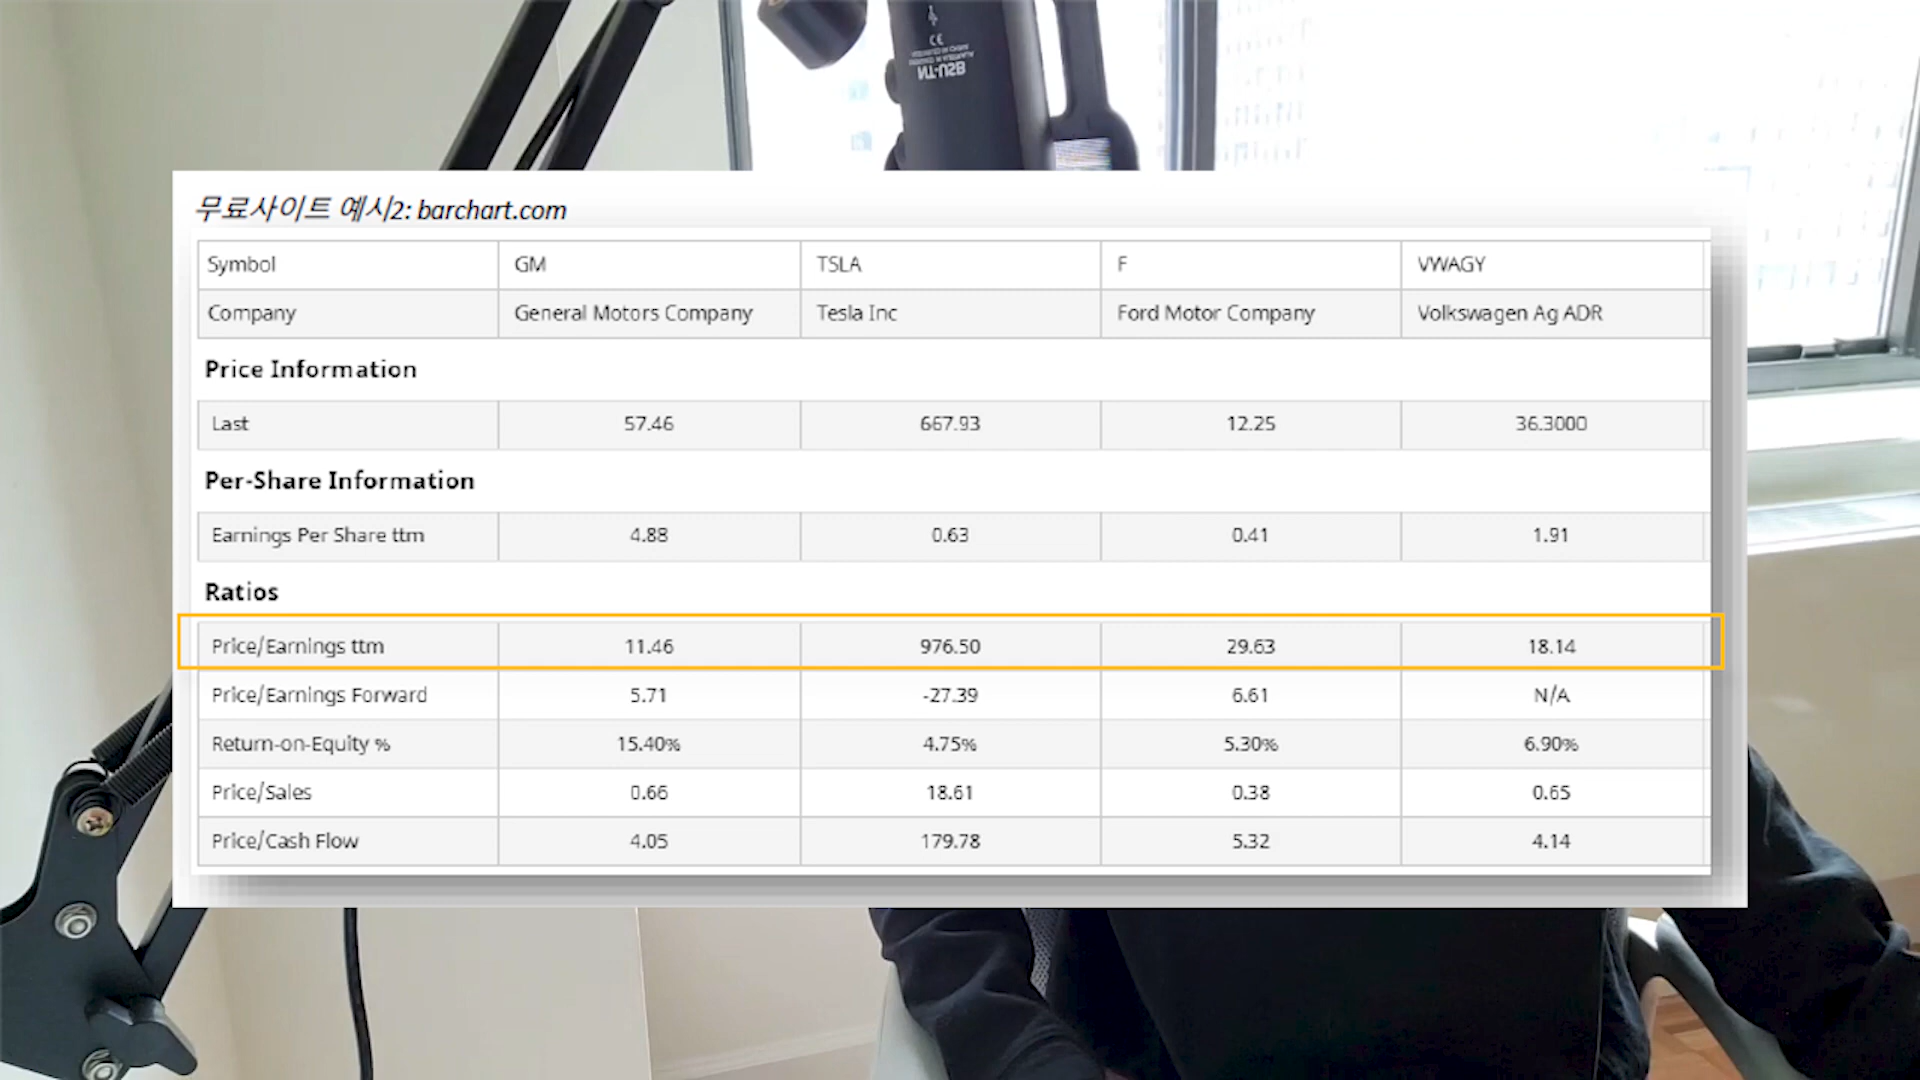 무료사이트 예시2: barchart.com
Symbol GM TSLA F VWAGY
Company General Motors Company Tesla Inc Ford Motor Company Volkswagen Ag ADR
Price Information
Last 57.46 667.93 12.25 36.3000
Per-Share Information
Earnings Per Share ttm 4.88 0.63 0.41 1.91
Ratios
Price/Earnings ttm 11.46 976.50 29.63 18.14
Price/Earnings Forward 5.71 -27.39 6.61 N/A
Return-on-Equity % 15.40% 4.75% 5.30% 6.90%
Price/Sales 0.66 18.61 0.38 0.65
Price/Cash Flow 4.05 179.78 5.32 4.14